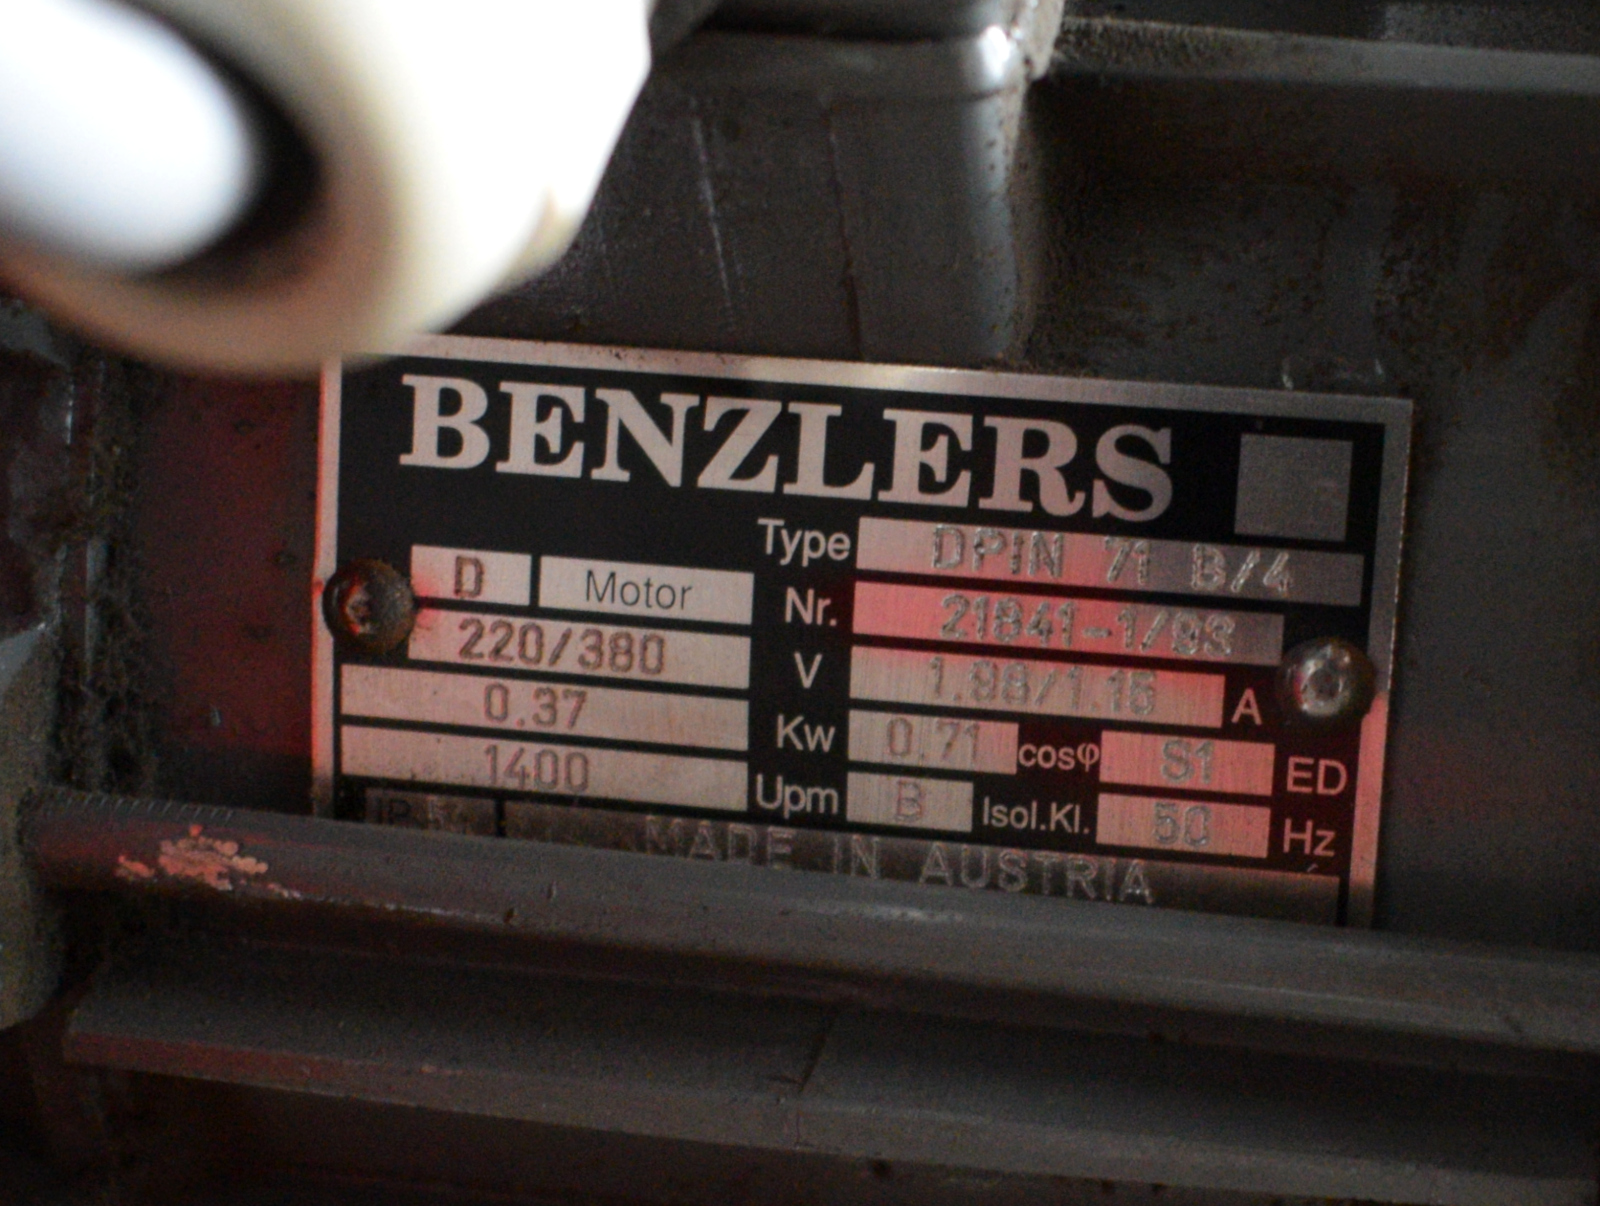 BENZLERS
Type DPIN 71 B/4
D Motor Nr. 21841-1/93
220/380 V 1.98/1.15 A
0.37 Kw 0.71 cosφ S1 ED
1400 Upm B Isol.Kl. 50 Hz
IP
MADE IN AUSTRIA